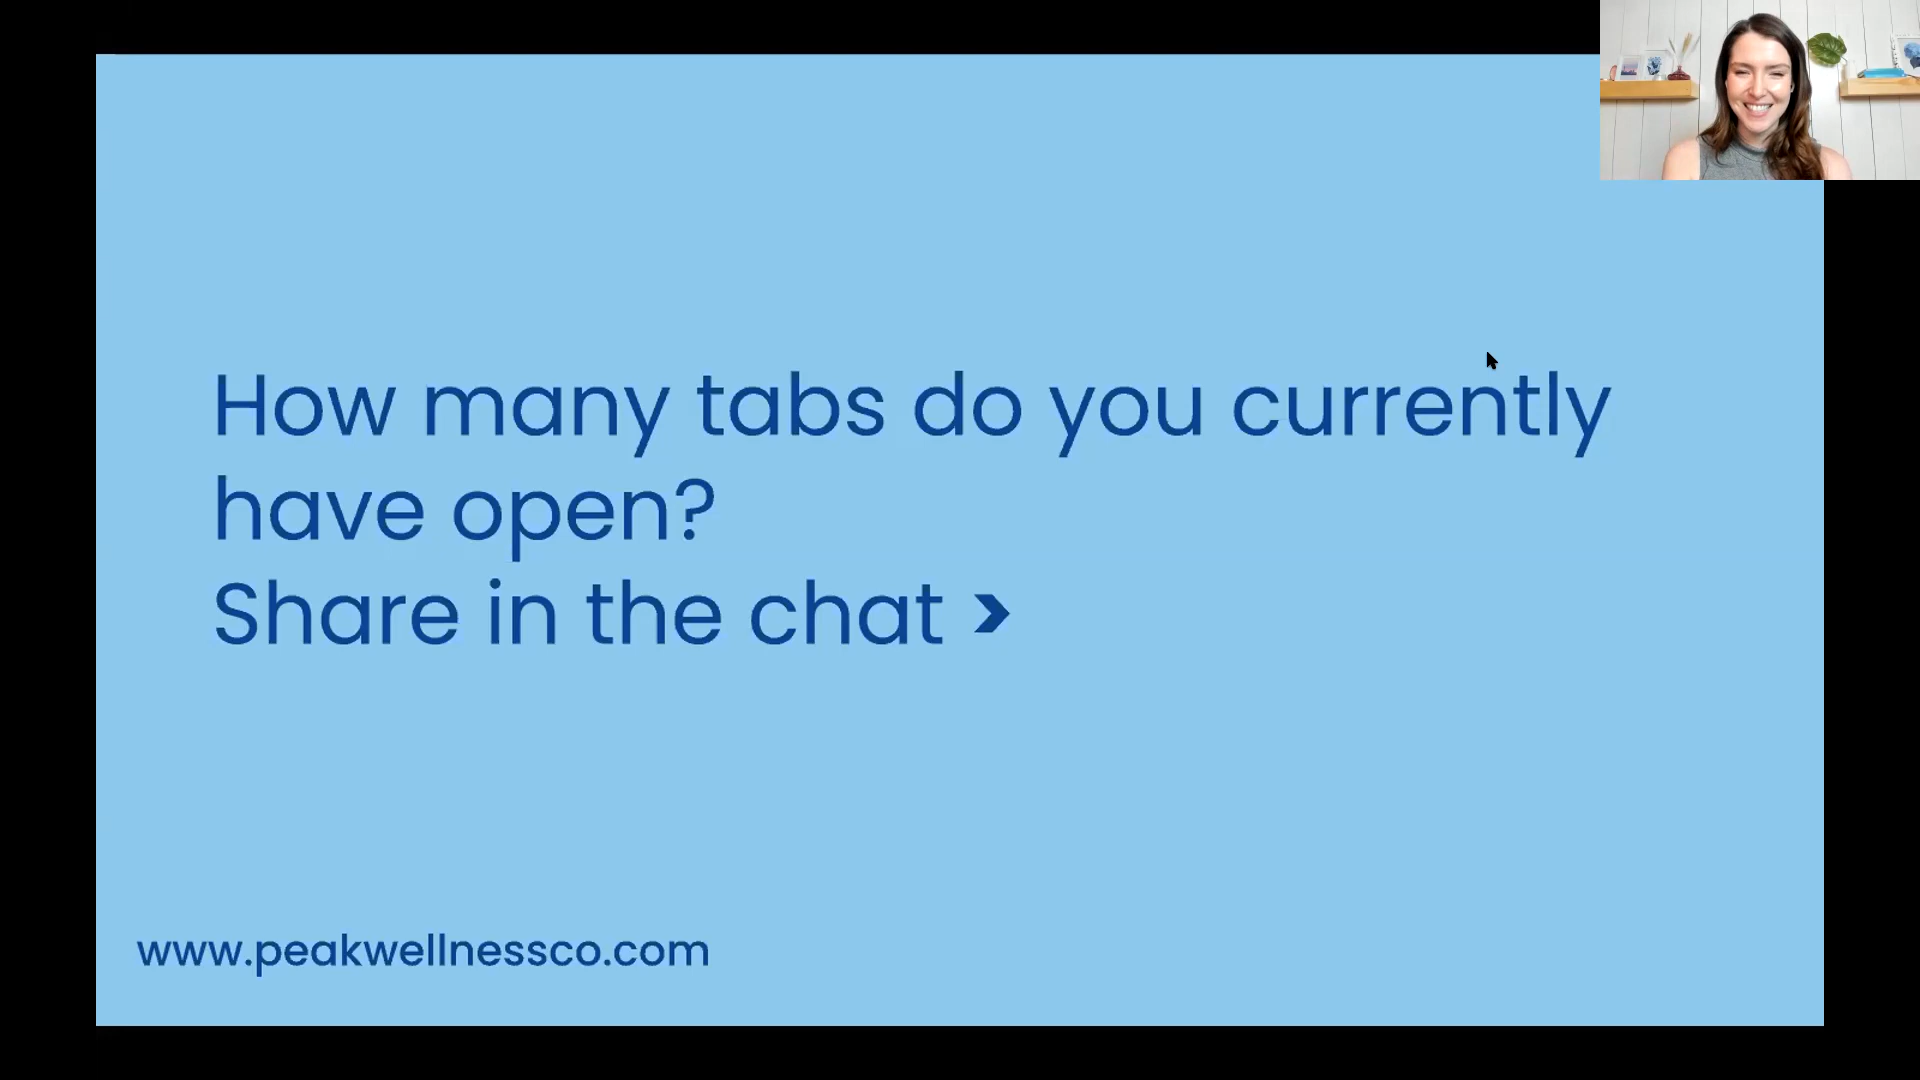 How many tabs do you currently
have open?
Share in the chat >
www.peakwellnessco.com